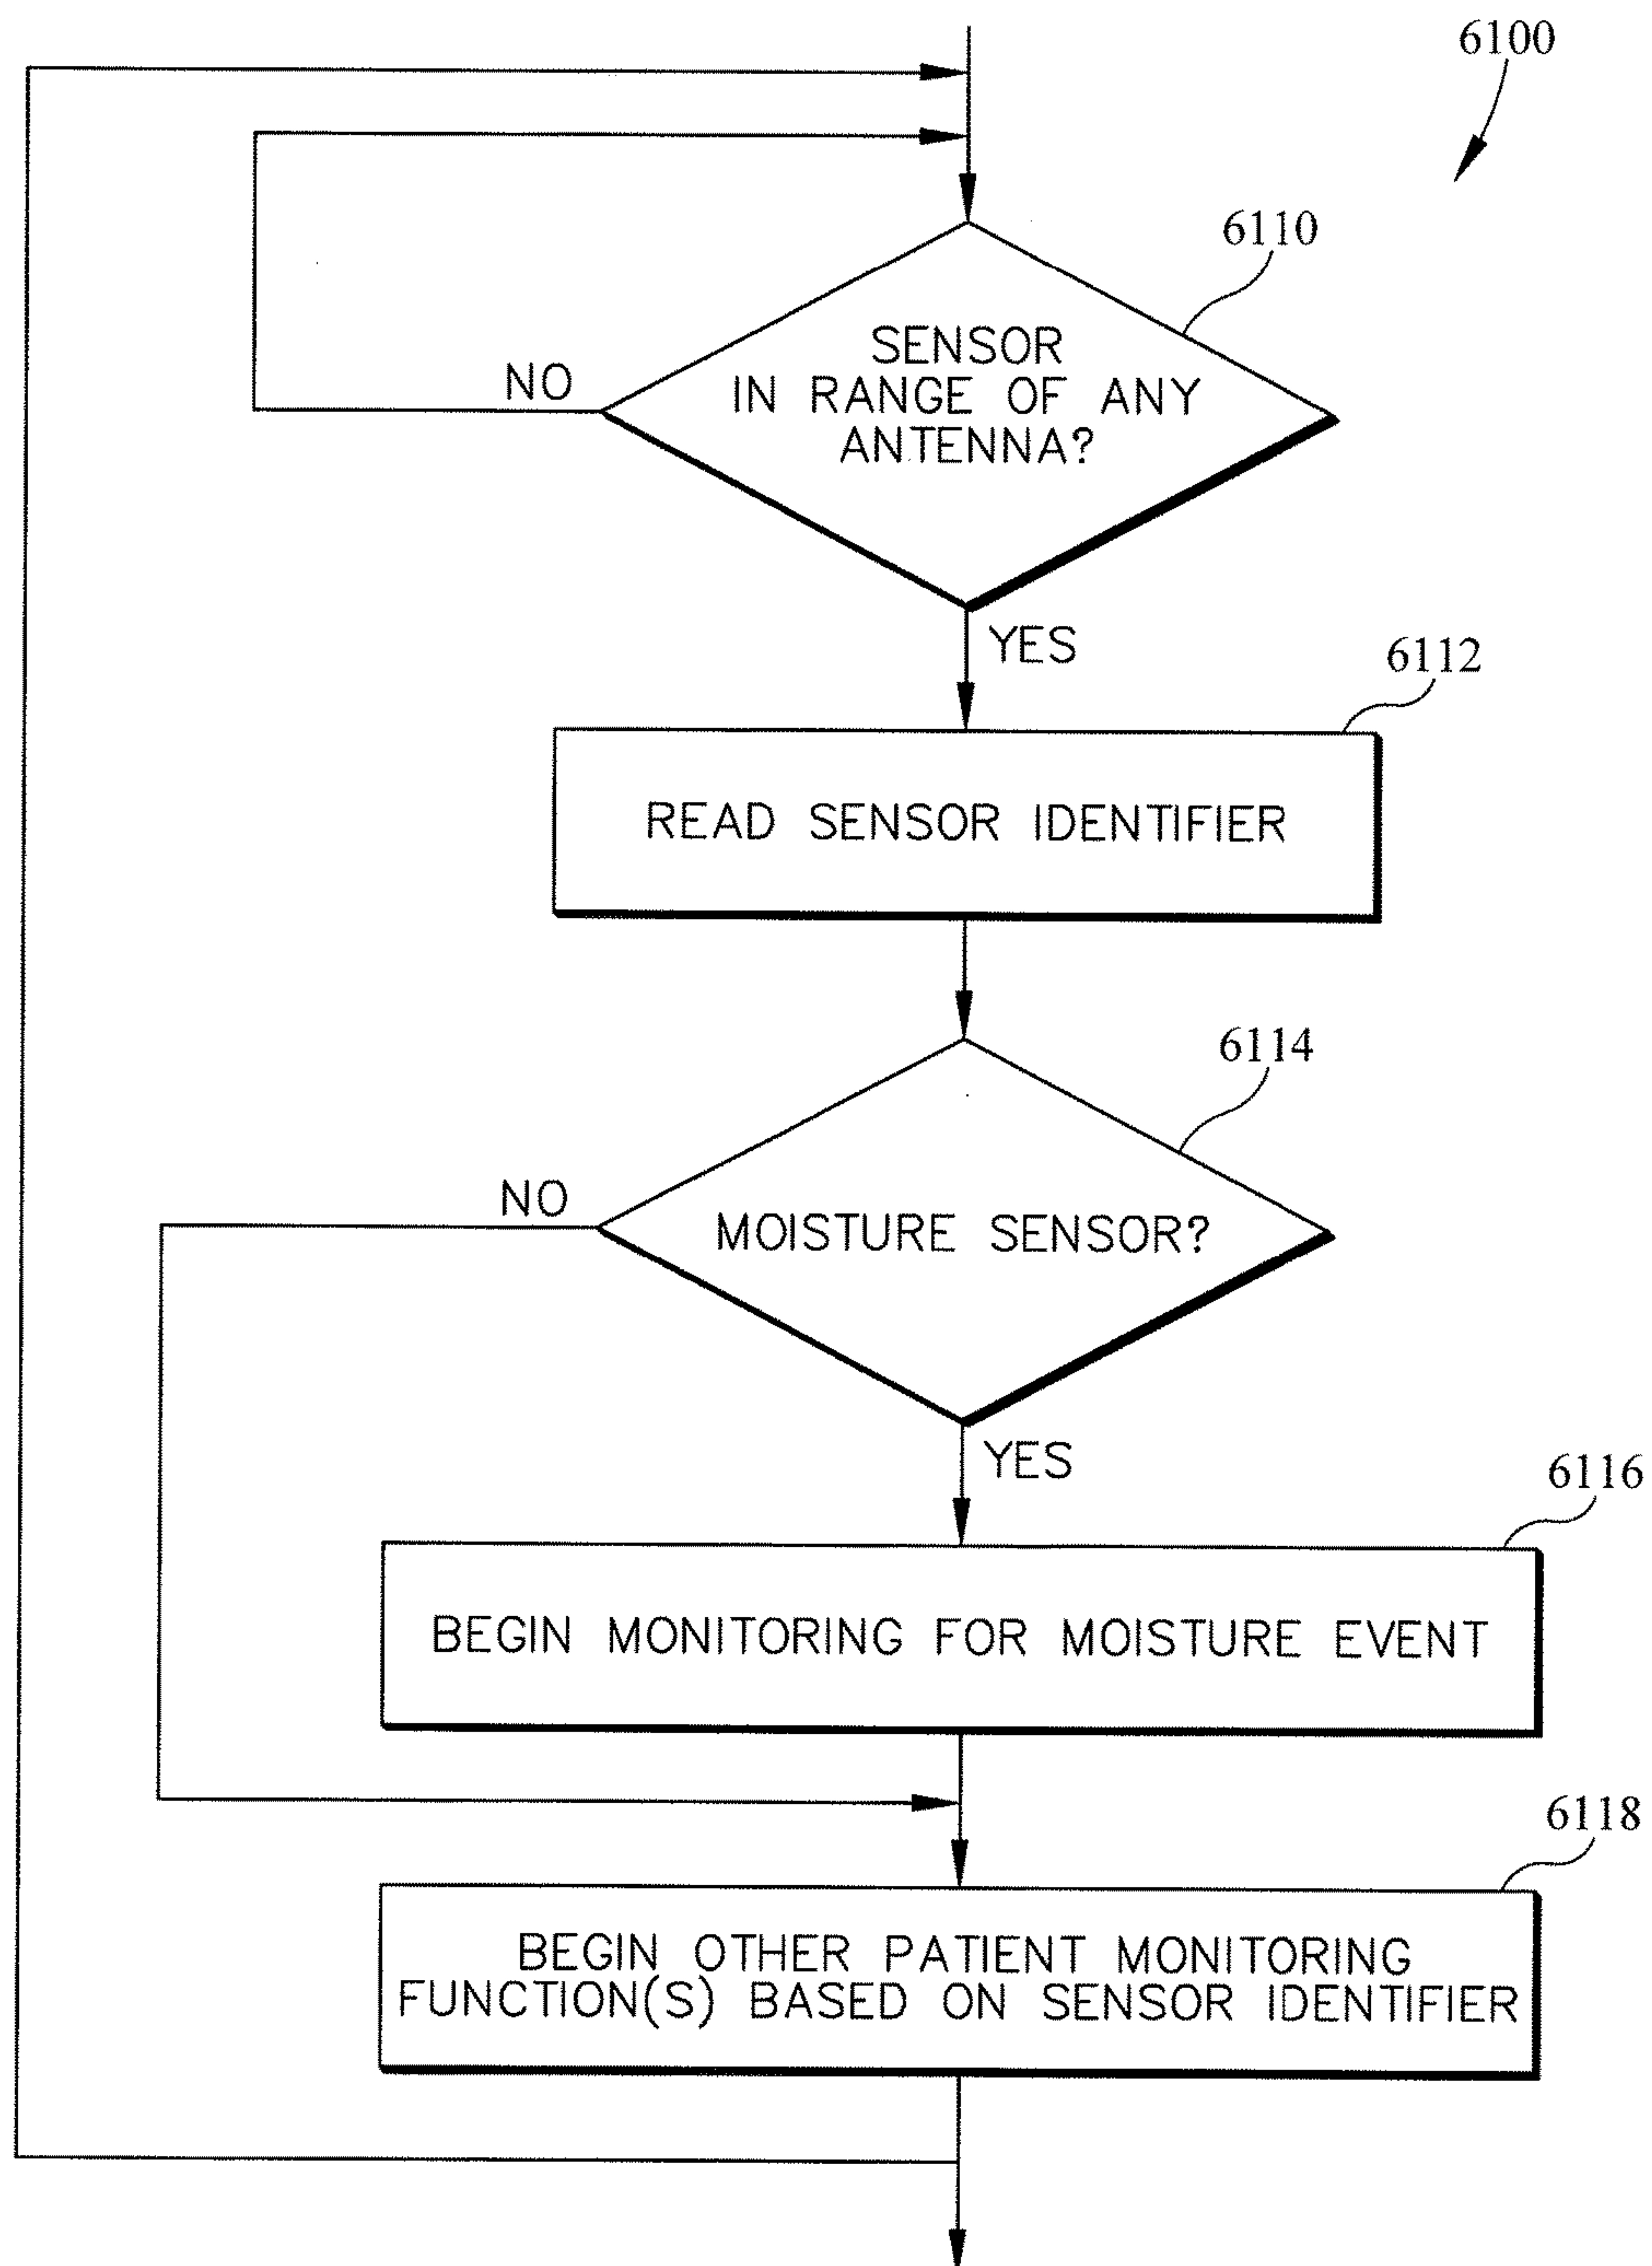 6100
6110
SENSOR
IN RANGE OF ANY
ANTENNA?
NO
YES
6112
READ SENSOR IDENTIFIER
6114
NO
MOISTURE SENSOR?
YES
6116
BEGIN MONITORING FOR MOISTURE EVENT
6118
BEGIN OTHER PATIENT MONITORING
FUNCTION(S) BASED ON SENSOR IDENTIFIER